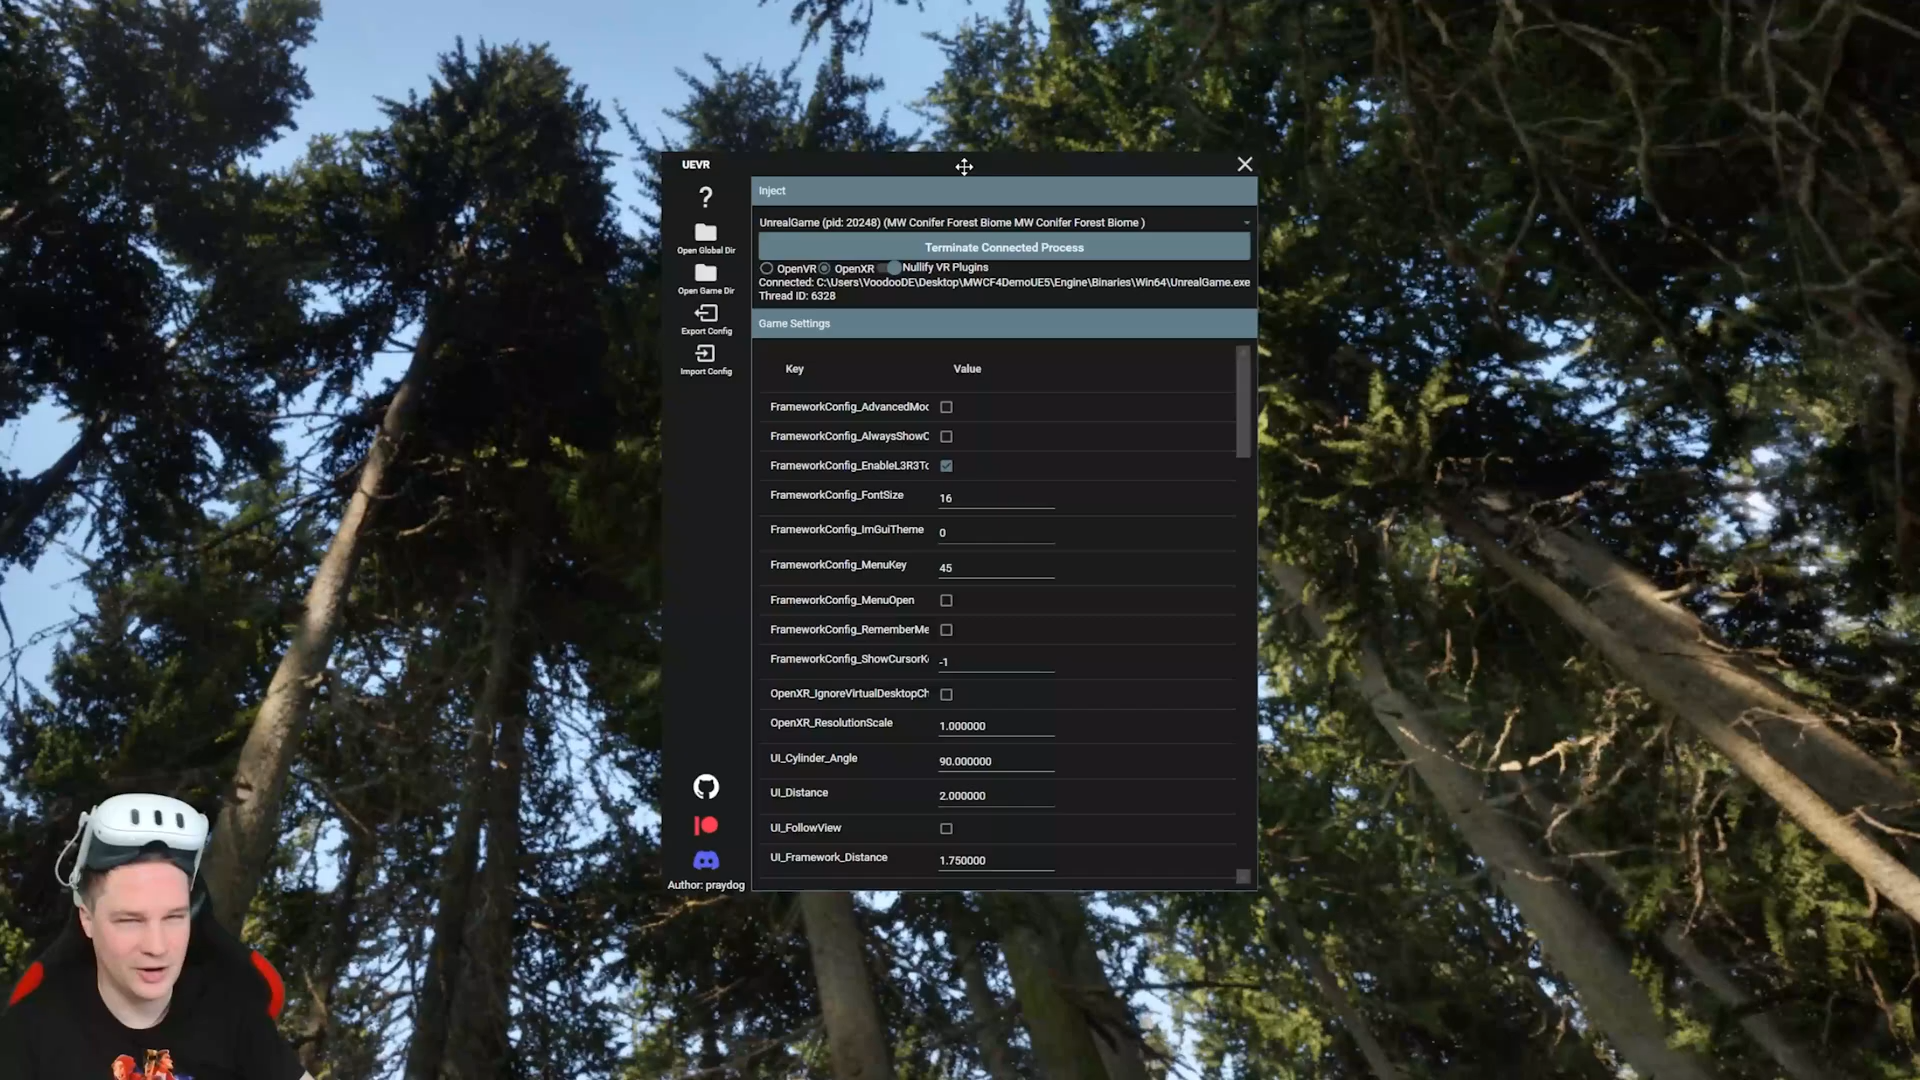 UEVR
Inject
UnrealGame (pid: 20248) (MW Conifer Forest Biome MW Conifer Forest Biome )
Terminate Connected Process
OpenVR OpenXR Nullify VR Plugins
Connected: C:\Users\VoodooDE\Desktop\MWCF4DemoUE5\Engine\Binaries\Win64\UnrealGame.exe
Thread ID: 6328
?
Open Global Dir
Open Game Dir
Export Config
Import Config
Game Settings
Key Value
FrameworkConfig_AdvancedMoc
FrameworkConfig_AlwaysShowC
FrameworkConfig_EnableL3R3Tc
FrameworkConfig_FontSize 16
FrameworkConfig_ImGuiTheme 0
FrameworkConfig_MenuKey 45
FrameworkConfig_MenuOpen
FrameworkConfig_RememberMe
FrameworkConfig_ShowCursorK -1
OpenXR_IgnoreVirtualDesktopCh
OpenXR_ResolutionScale 1.000000
UI_Cylinder_Angle 90.000000
UI_Distance 2.000000
UI_FollowView
UI_Framework_Distance 1.750000
Author: praydog